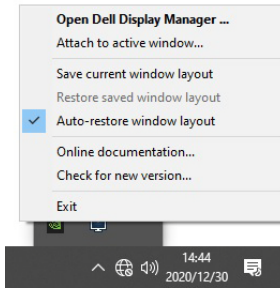 Open Dell Display Manager ...
Attach to active window...
Save current window layout
Restore saved window layout
Auto-restore window layout
Online documentation...
Check for new version...
Exit
14:44
2020/12/30